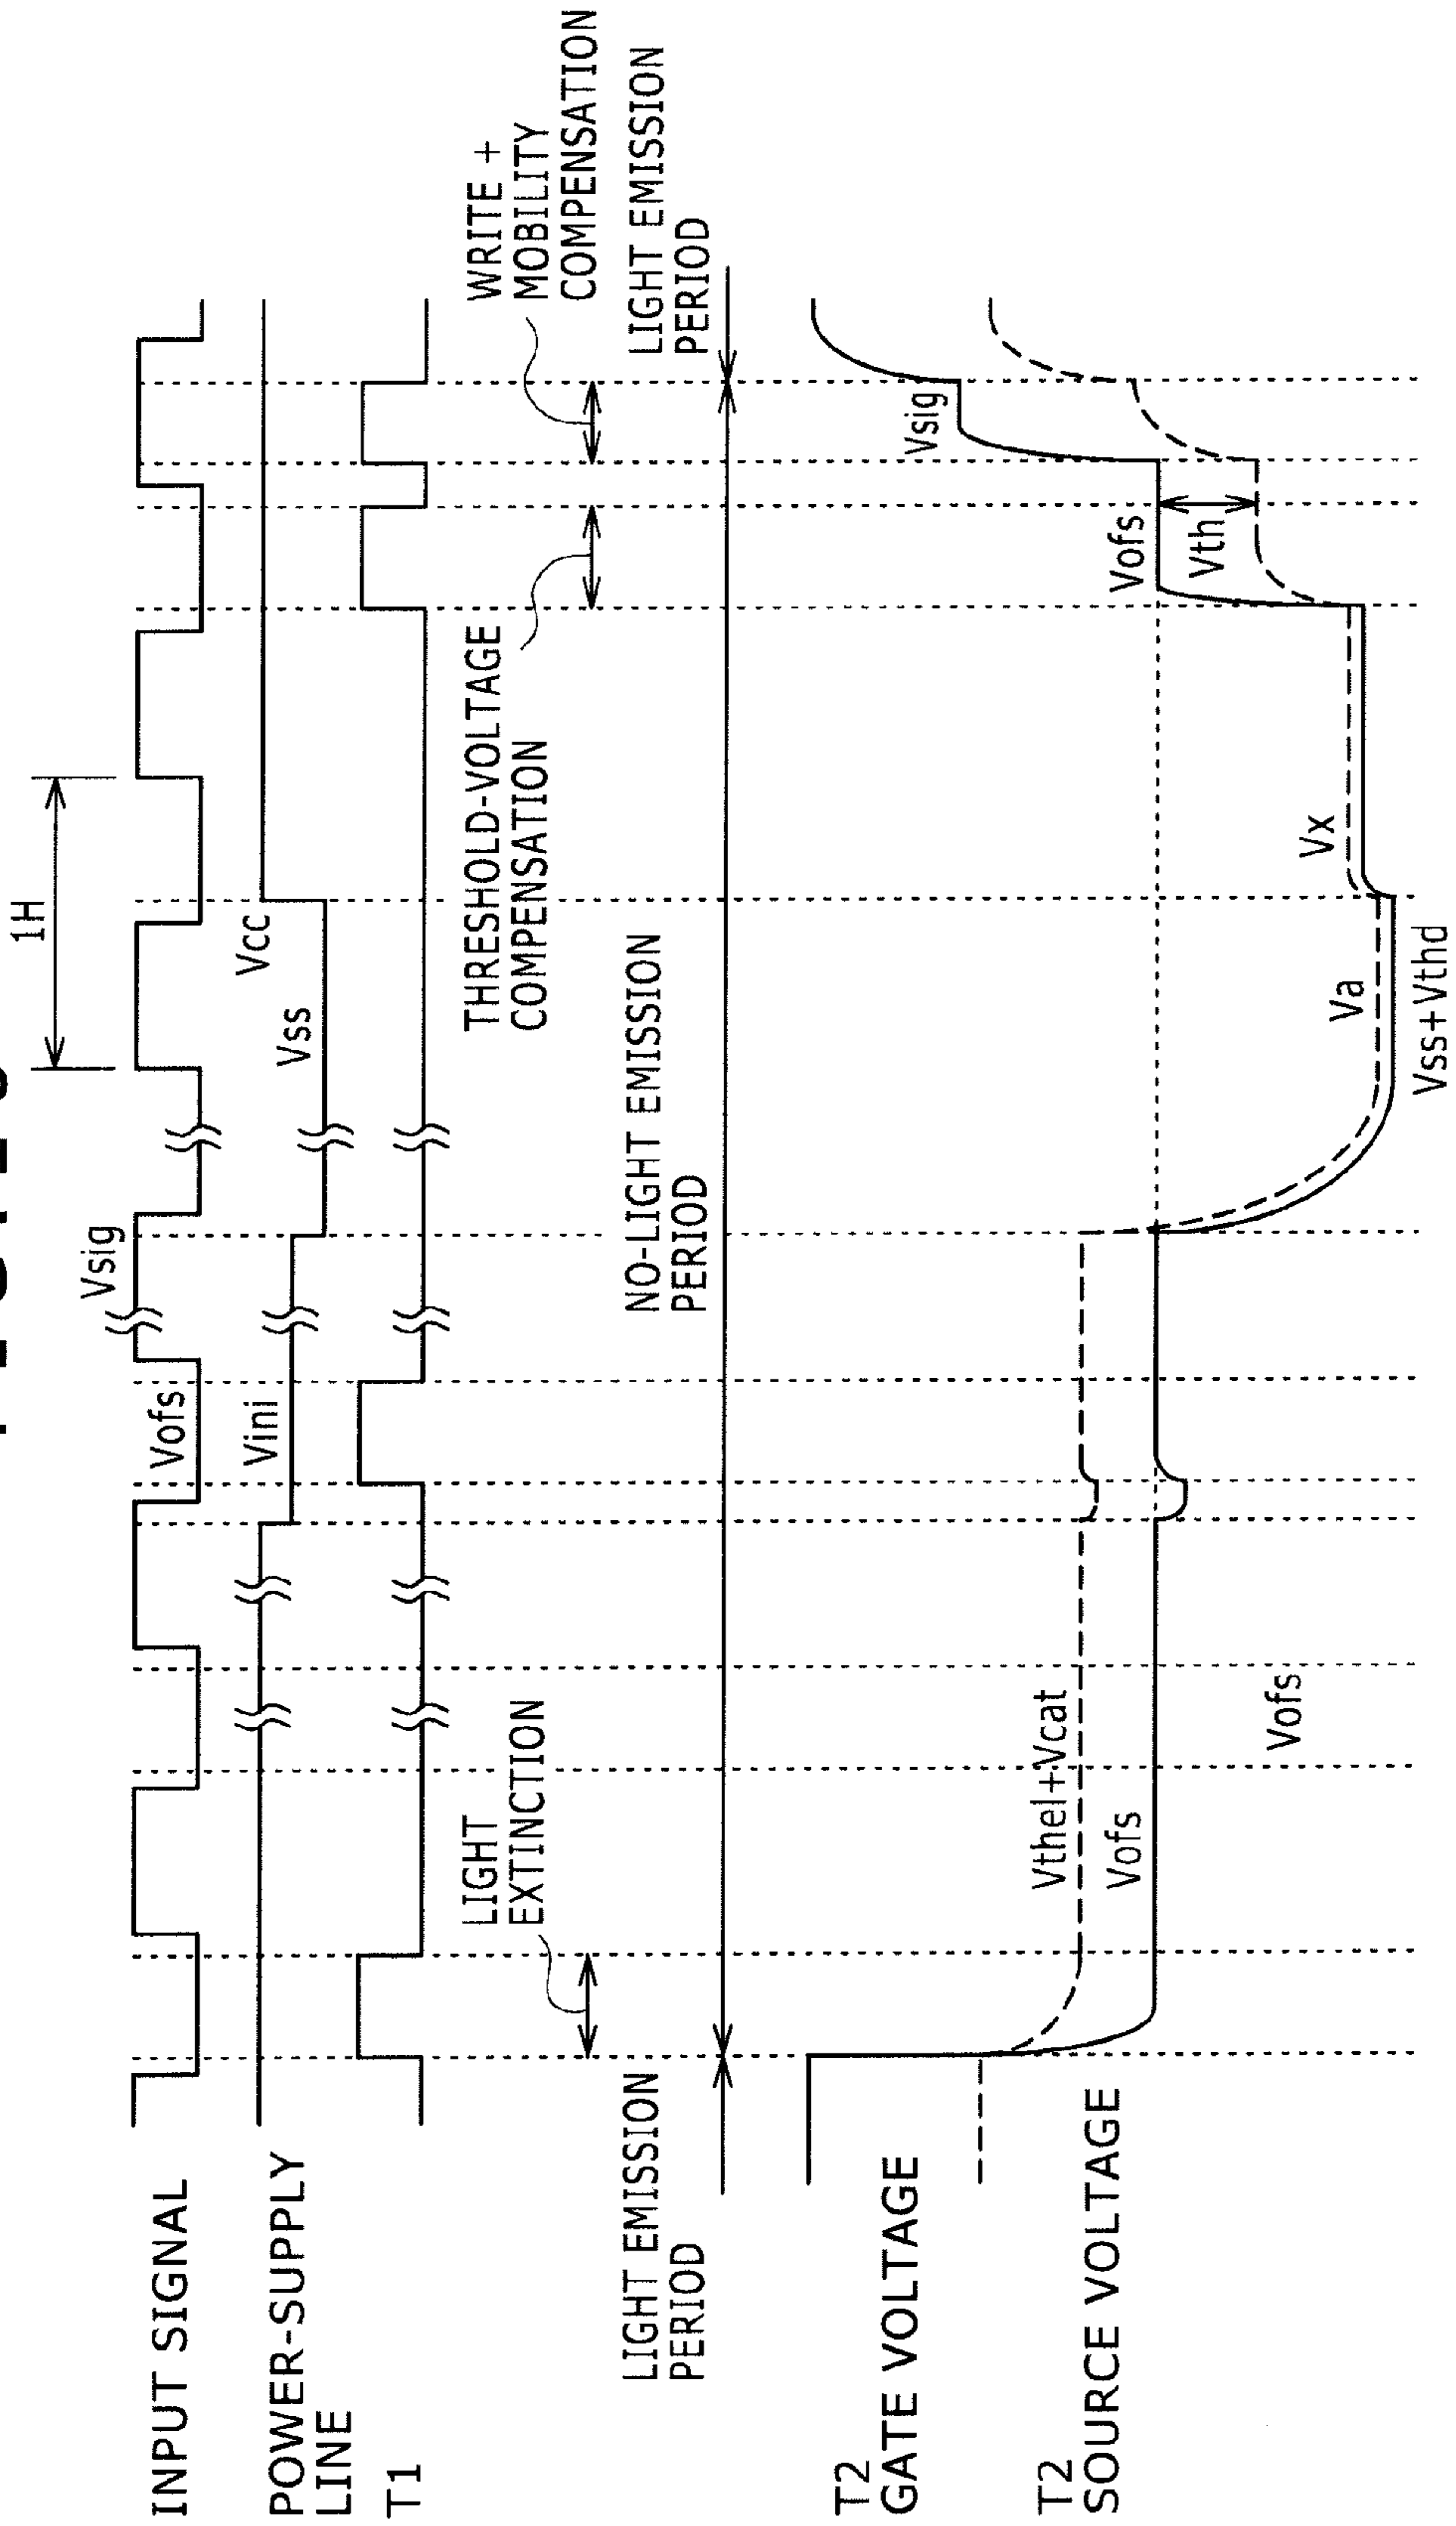 1H
INPUT SIGNAL
Vofs
Vsig
POWER-SUPPLY
LINE
Vini
Vss
Vcc
T1
LIGHT
EXTINCTION
THRESHOLD-VOLTAGE
COMPENSATION
WRITE +
MOBILITY
COMPENSATION
LIGHT EMISSION
PERIOD
NO-LIGHT EMISSION
PERIOD
LIGHT EMISSION
PERIOD
T2
GATE VOLTAGE
Vsig
T2
SOURCE VOLTAGE
Vthel+Vcat
Vofs
Vofs
Vth
Vofs
Vx
Va
Vss+Vthd